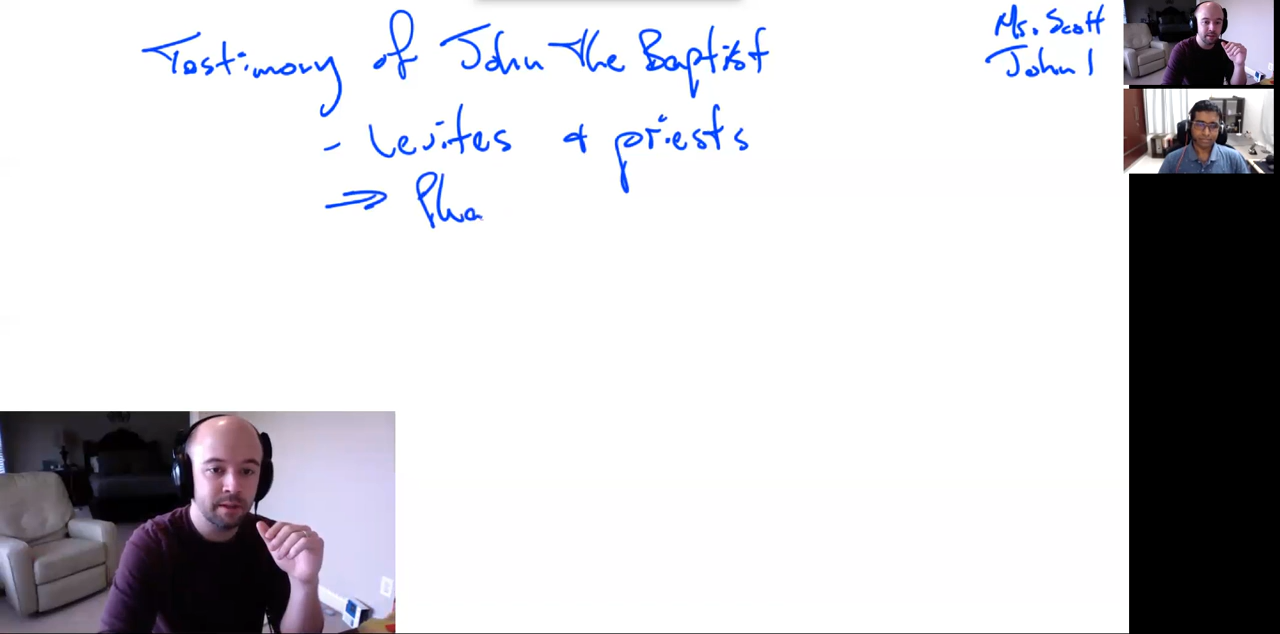 Testimony of John The Baptist
Ms. Scott
John 1
- Levites & priests
⇒ Pha